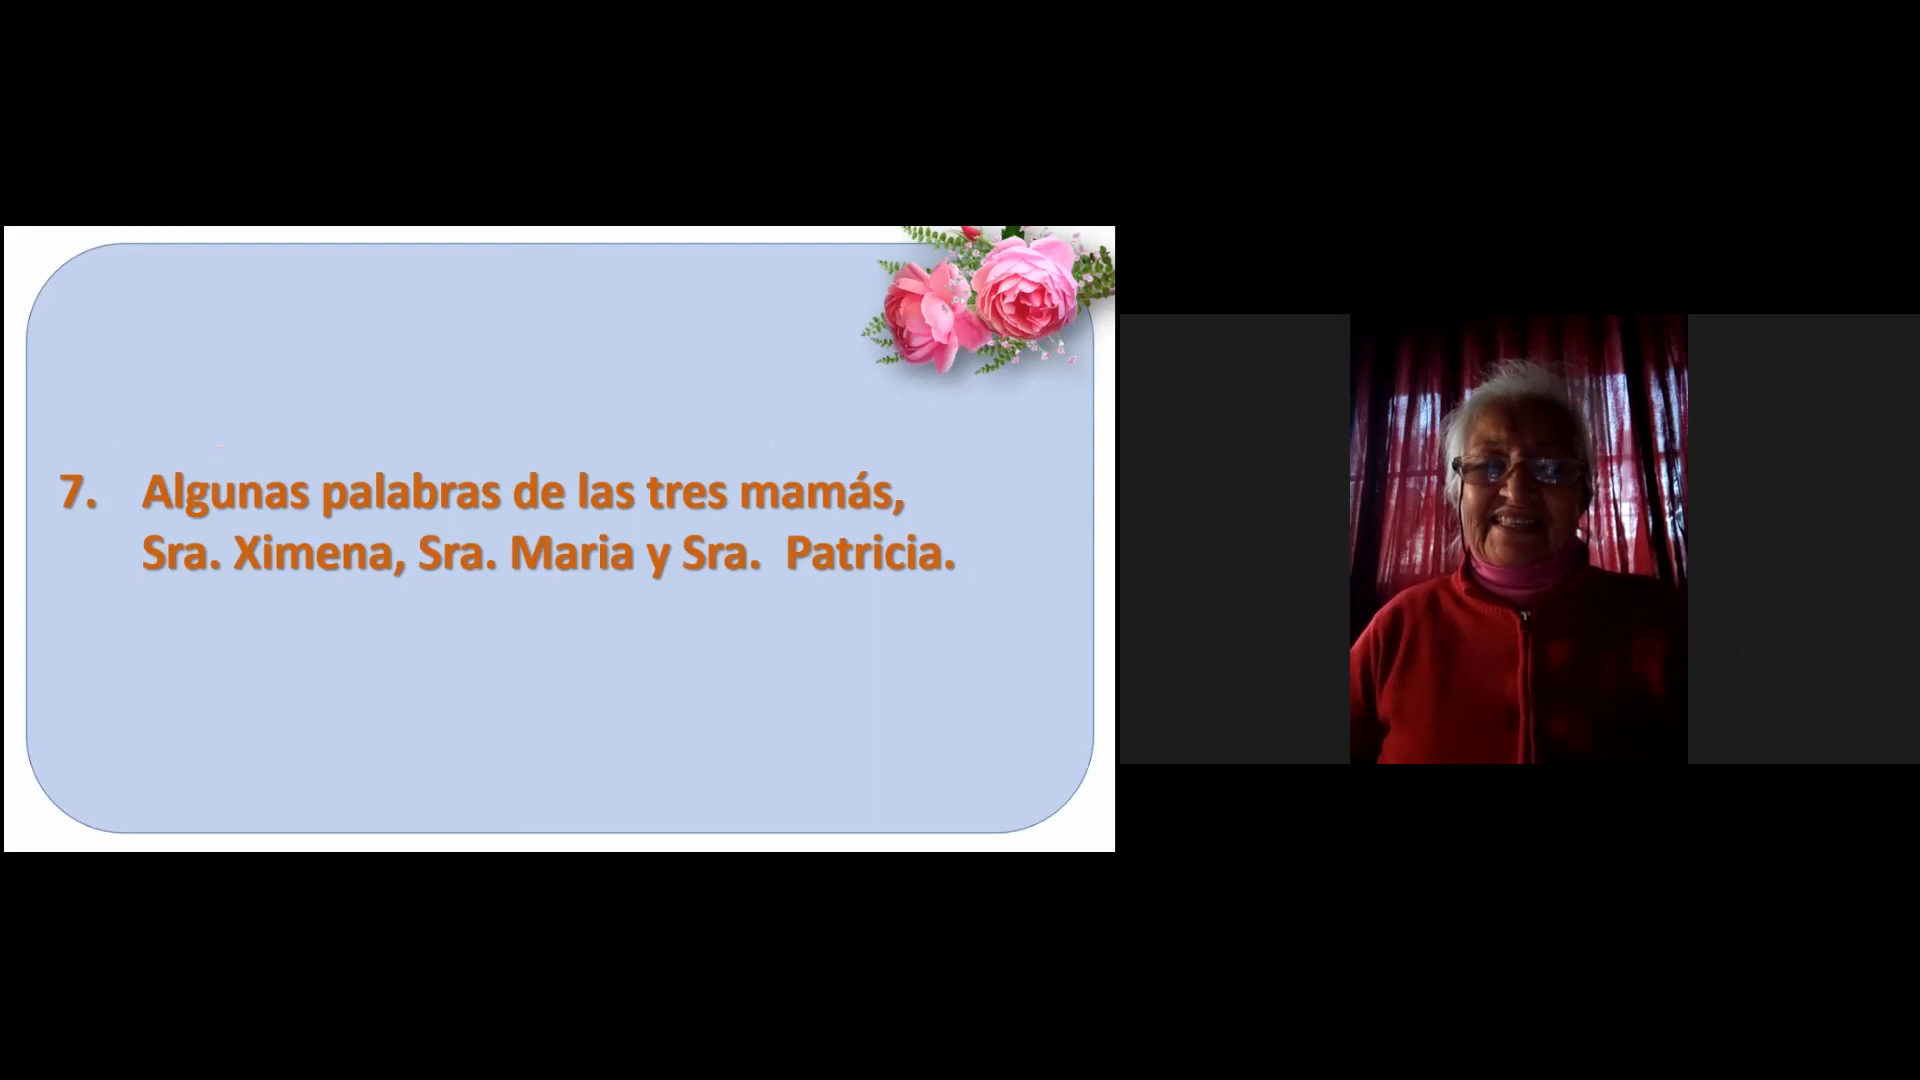 7. Algunas palabras de las tres mamás,
Sra. Ximena, Sra. Maria y Sra. Patricia.